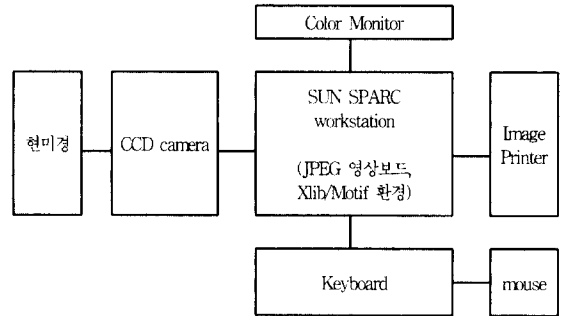 Color Monitor
현미경
CCD camera
SUN SPARC
workstation
(JPEG 영상보드,
Xlib/Motif 환경)
Image
Printer
Keyboard
mouse